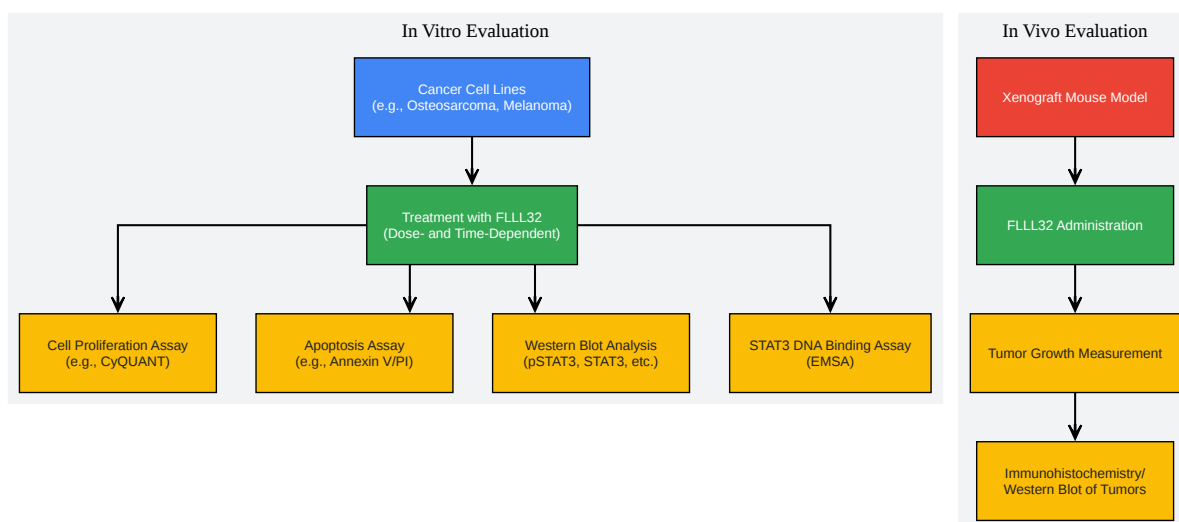 In Vitro Evaluation
Cancer Cell Lines
(e.g., Osteosarcoma, Melanoma)
Treatment with FLLL32
(Dose- and Time-Dependent)
Cell Proliferation Assay
(e.g., CyQUANT)
Apoptosis Assay
(e.g., Annexin V/PI)
Western Blot Analysis
(pSTAT3, STAT3, etc.)
STAT3 DNA Binding Assay
(EMSA)
In Vivo Evaluation
Xenograft Mouse Model
FLLL32 Administration
Tumor Growth Measurement
Immunohistochemistry/
Western Blot of Tumors